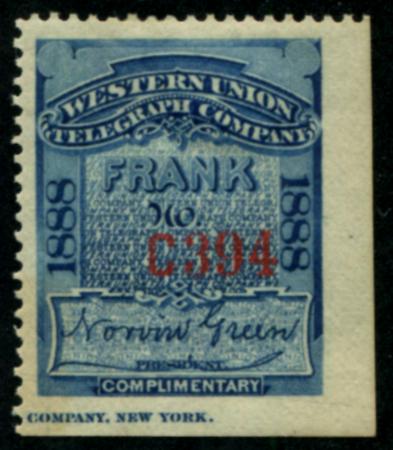 WESTERN UNION
TELEGRAPH COMPANY
FRANK
1888
No
1888
C394
Norvin Green
PRESIDENT.
COMPLIMENTARY
COMPANY, NEW YORK.